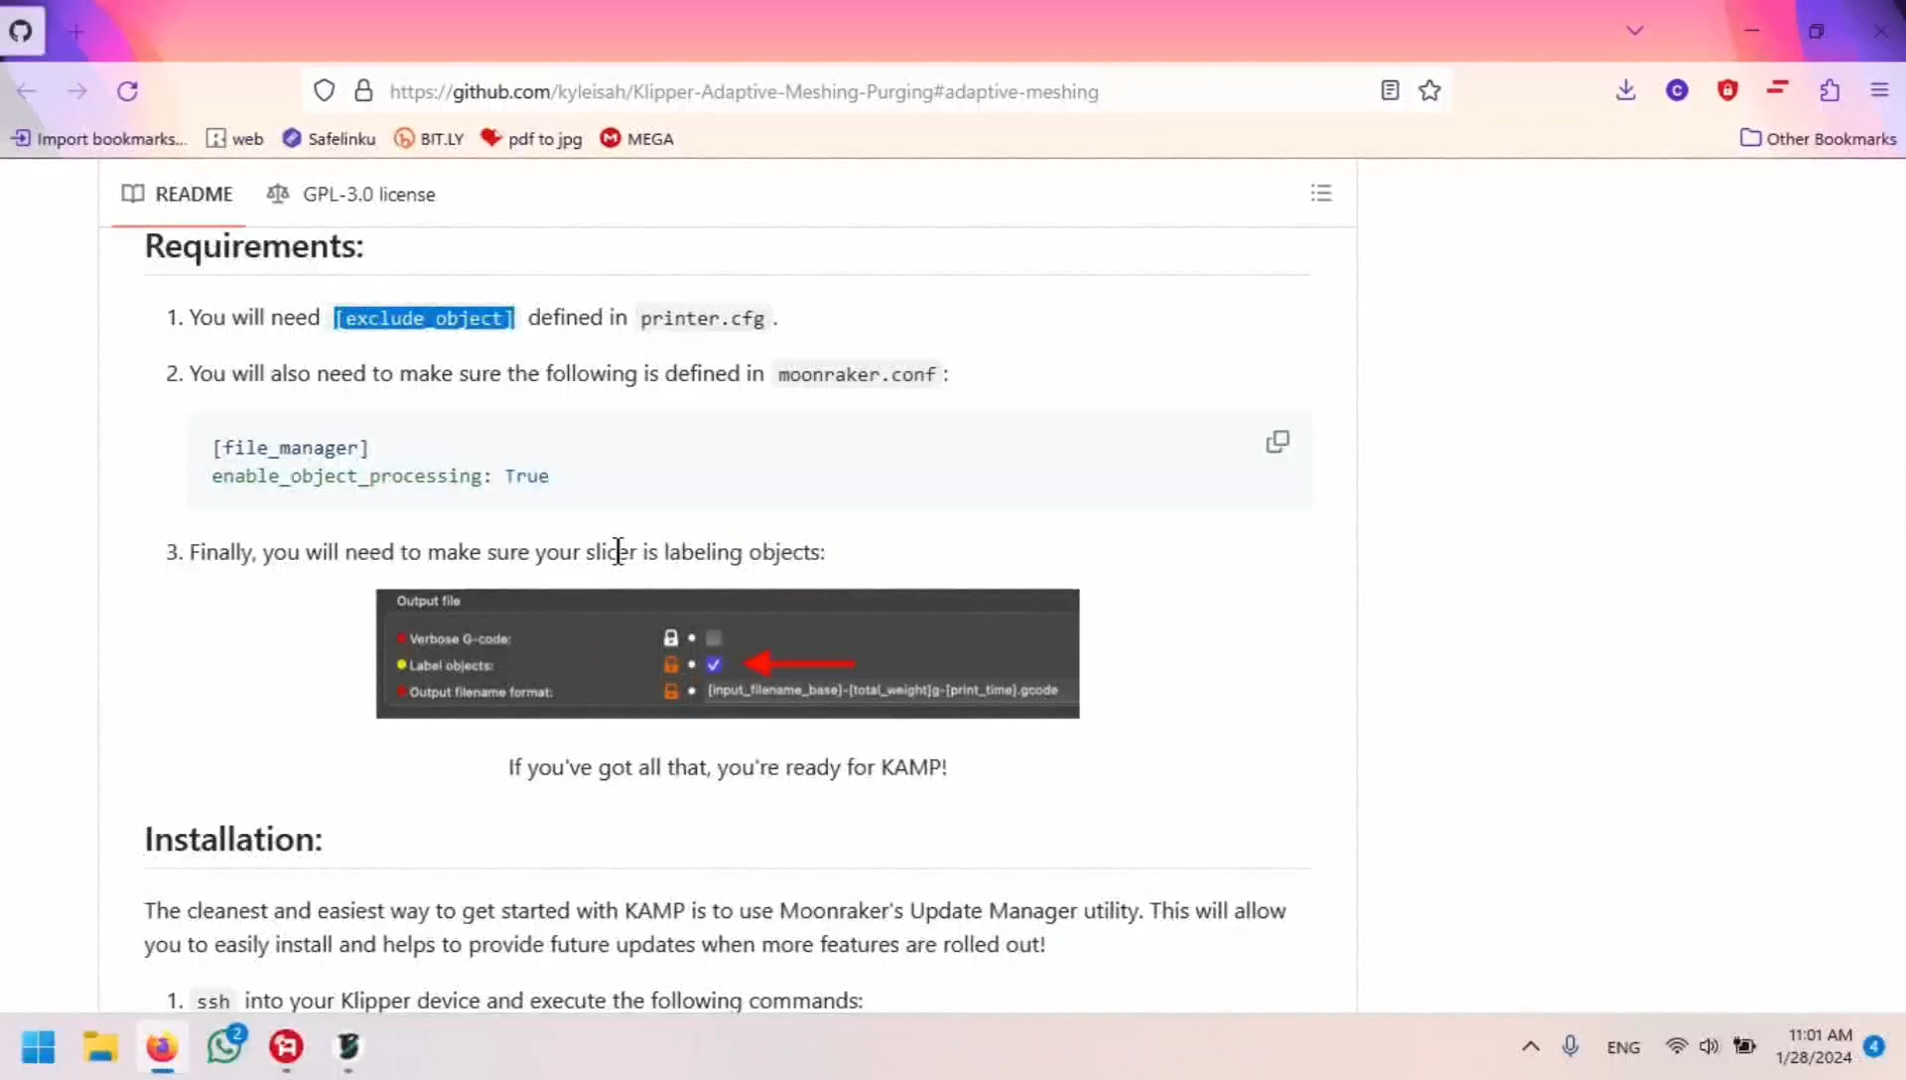 https://github.com/kyleisah/Klipper-Adaptive-Meshing-Purging#adaptive-meshing
C
Import bookmarks...
web
Safelinku
BIT.LY
pdf to jpg
MEGA
Other Bookmarks
README
GPL-3.0 license
Requirements:
1. You will need [exclude_object] defined in printer.cfg .
2. You will also need to make sure the following is defined in moonraker.conf :
[file_manager]
enable_object_processing: True
3. Finally, you will need to make sure your slicer is labeling objects:
Output file
Verbose G-code:
Label objects:
Output filename format:
[input_filename_base]-[total_weight]g-[print_time].gcode
If you've got all that, you're ready for KAMP!
Installation:
The cleanest and easiest way to get started with KAMP is to use Moonraker's Update Manager utility. This will allow
you to easily install and helps to provide future updates when more features are rolled out!
1. ssh into your Klipper device and execute the following commands:
2
ENG
11:01 AM
1/28/2024
4